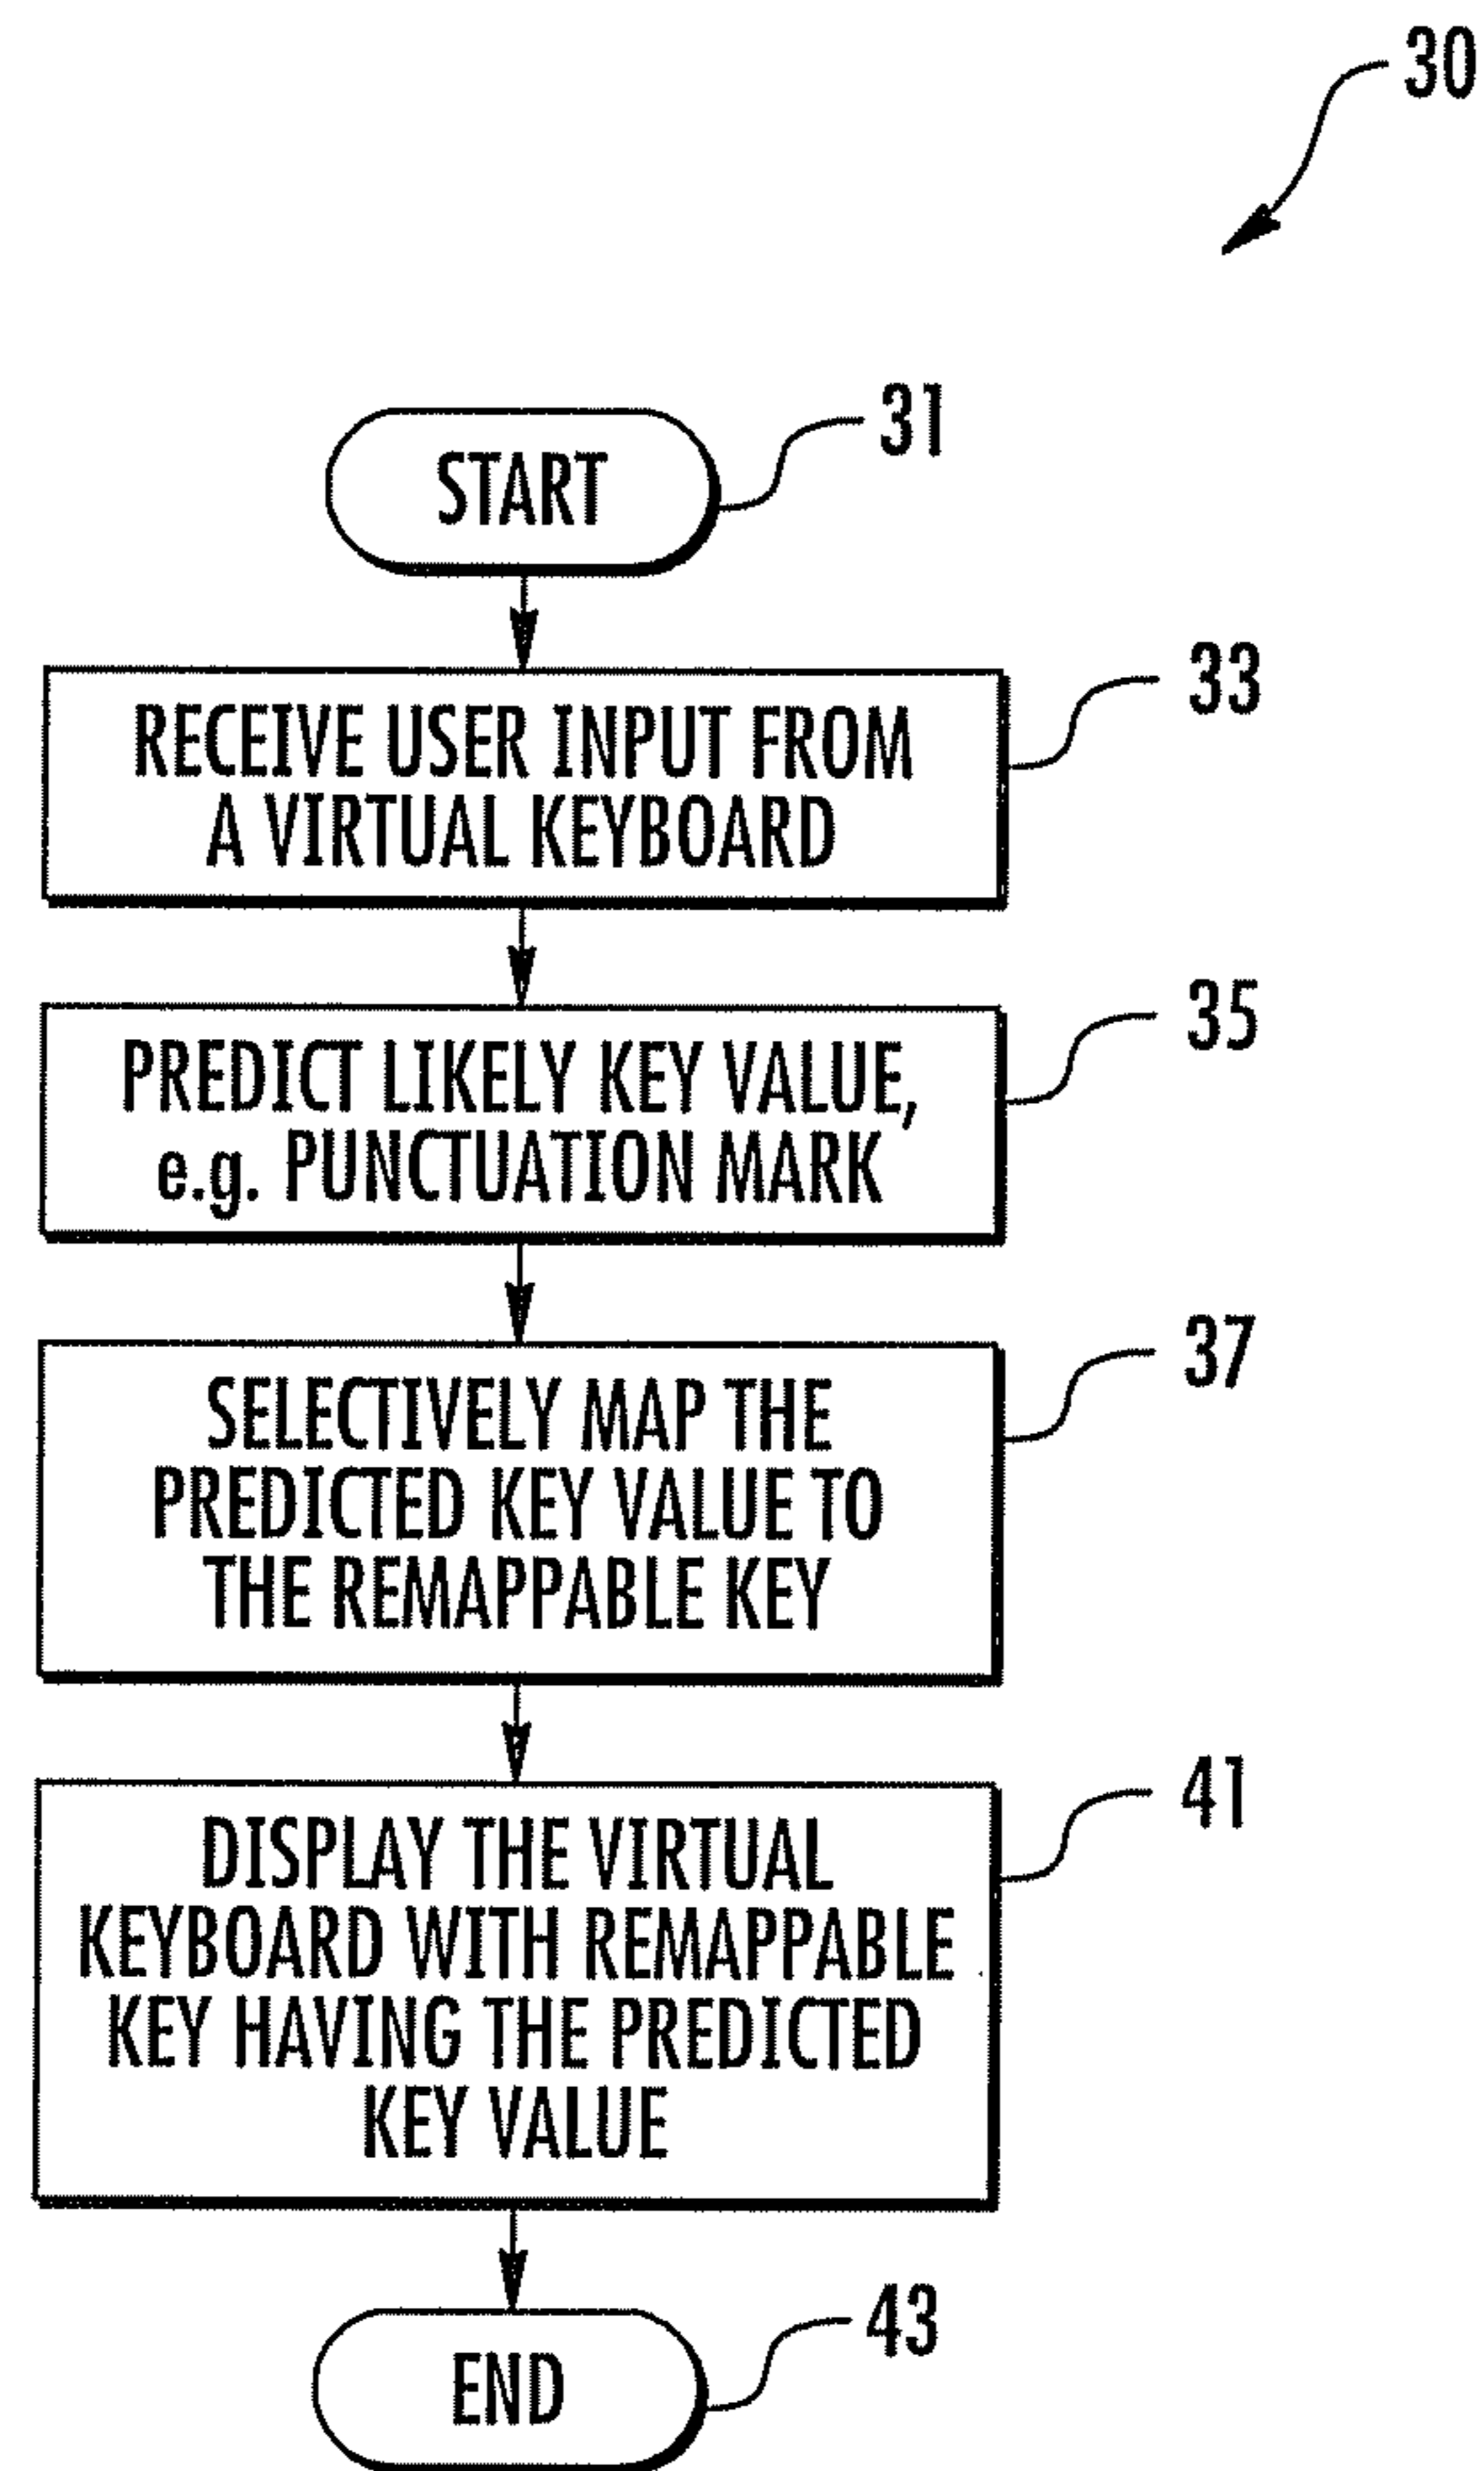 30
START
31
RECEIVE USER INPUT FROM
A VIRTUAL KEYBOARD
33
PREDICT LIKELY KEY VALUE,
e.g. PUNCTUATION MARK
35
SELECTIVELY MAP THE
PREDICTED KEY VALUE TO
THE REMAPPABLE KEY
37
DISPLAY THE VIRTUAL
KEYBOARD WITH REMAPPABLE
KEY HAVING THE PREDICTED
KEY VALUE
41
END
43